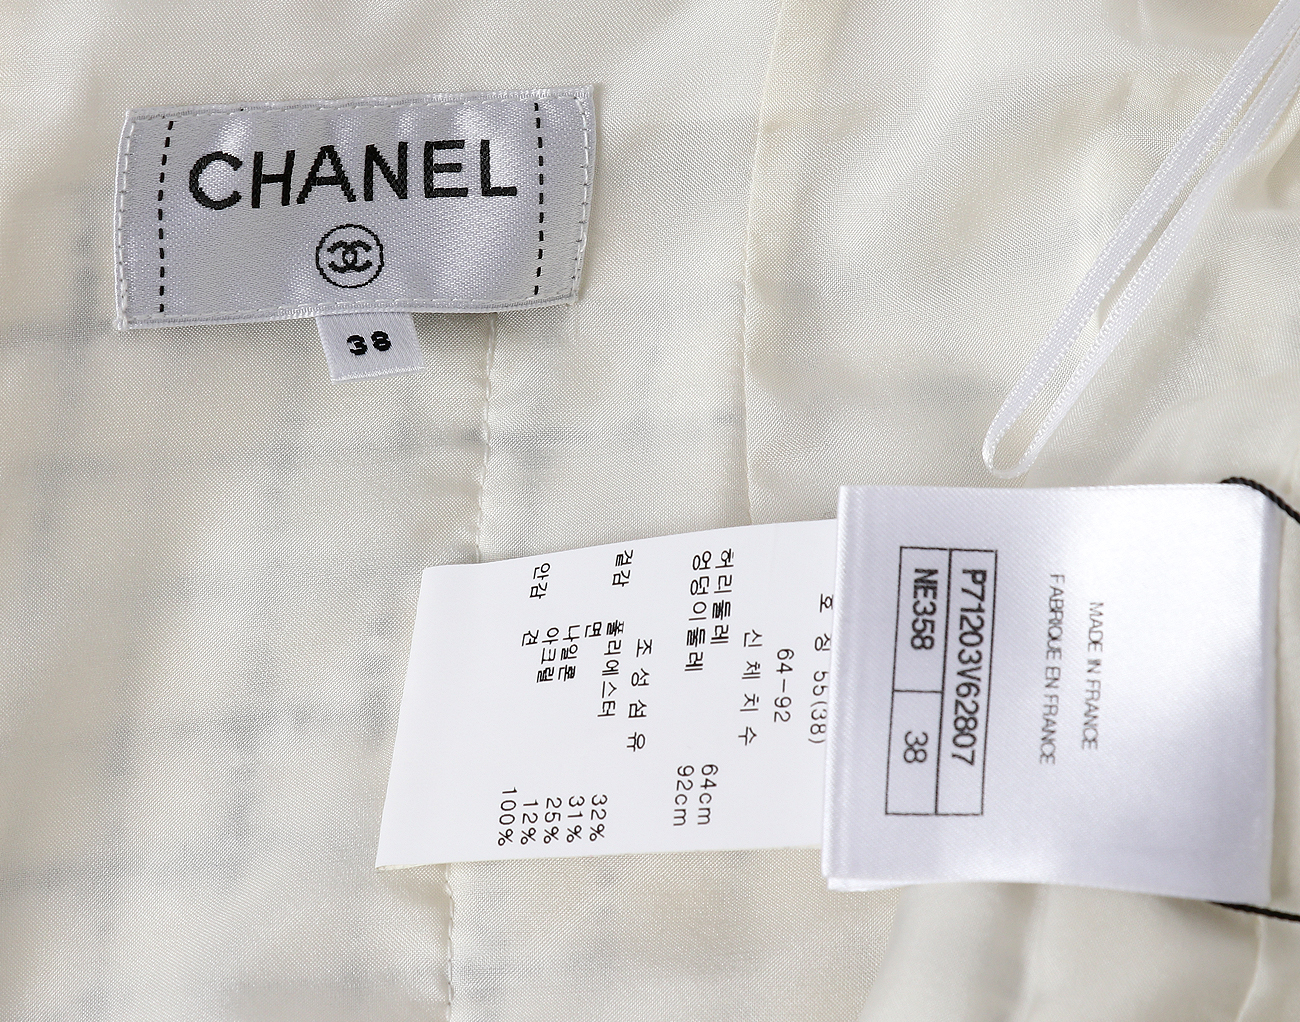 CHANEL
38
호 칭 55(38)
64-92
신 체 치 수
허리둘레 64cm
엉덩이둘레 92cm
조 성 섬 유
겉감 폴리에스터 32%
면 31%
나일론 25%
아크릴 12%
안감 견 100%
MADE IN FRANCE
FABRIQUE EN FRANCE
P71203V62807
NE358 38